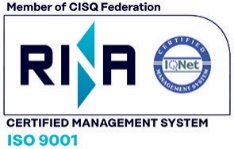 Member of CISQ Federation
RINA
CERTIFIED
IQNet
MANAGEMENT SYSTEM
CERTIFIED MANAGEMENT SYSTEM
ISO 9001